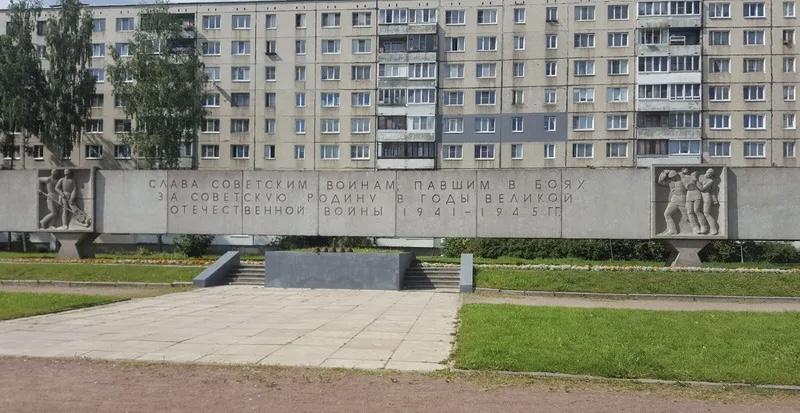 СЛАВА СОВЕТСКИМ ВОИНАМ, ПАВШИМ В БОЯХ
ЗА СОВЕТСКУЮ РОДИНУ В ГОДЫ ВЕЛИКОЙ
ОТЕЧЕСТВЕННОЙ ВОЙНЫ 1941-1945 ГГ.